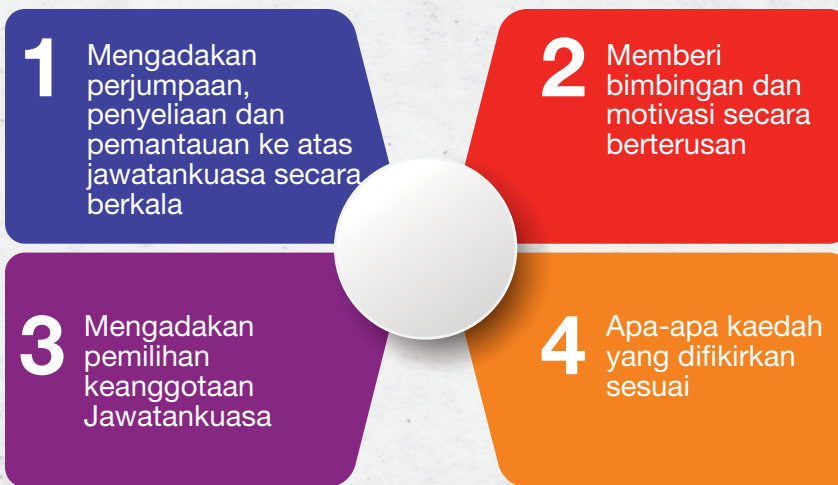 1
Mengadakan
perjumpaan,
penyeliaan dan
pemantauan ke atas
jawatankuasa secara
berkala
2
Memberi
bimbingan dan
motivasi secara
berterusan
3
Mengadakan
pemilihan
keanggotaan
Jawatankuasa
4
Apa-apa kaedah
yang difikirkan
sesuai